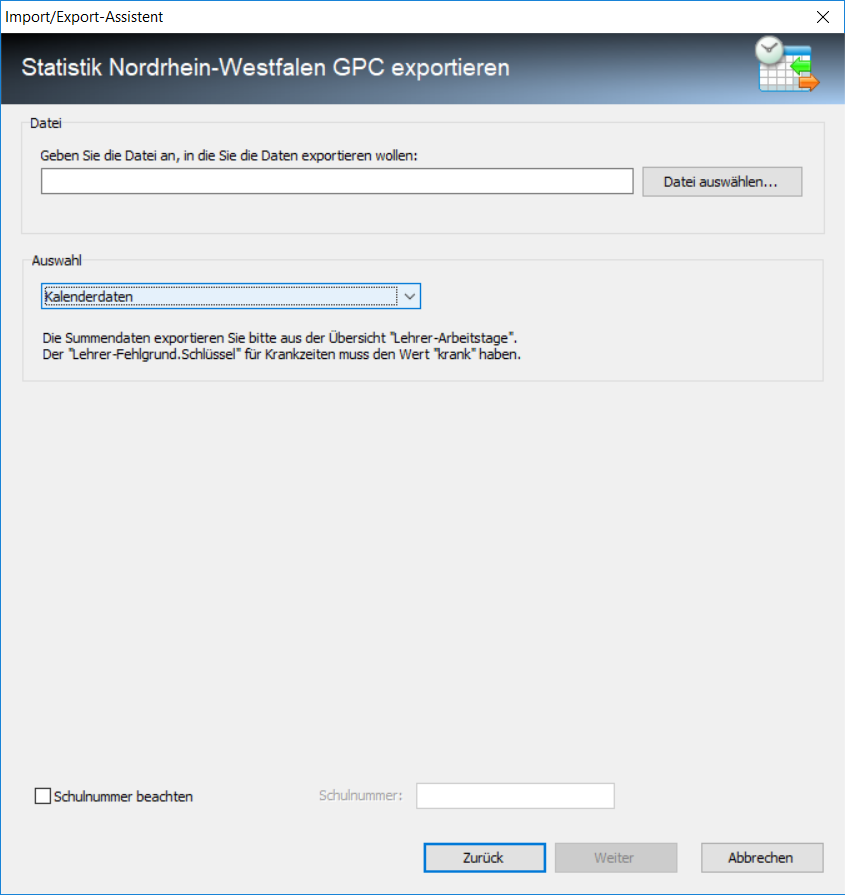 Import/Export-Assistent
Statistik Nordrhein-Westfalen GPC exportieren
Datei
Geben Sie die Datei an, in die Sie die Daten exportieren wollen:
Datei auswählen...
Auswahl
Kalenderdaten
Die Summendaten exportieren Sie bitte aus der Übersicht "Lehrer-Arbeitstage".
Der "Lehrer-Fehlgrund.Schlüssel" für Krankzeiten muss den Wert "krank" haben.
Schulnummer beachten Schulnummer:
Zurück Weiter Abbrechen